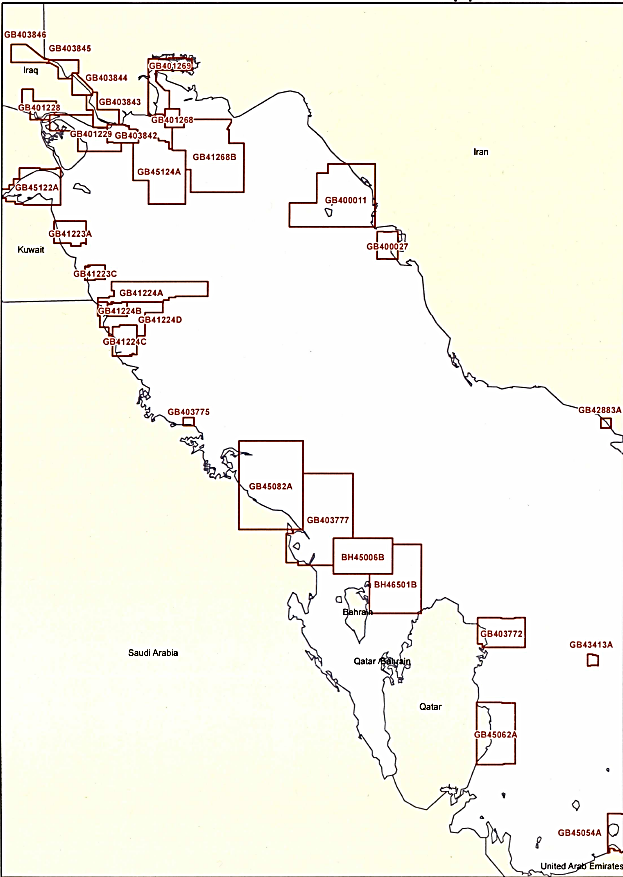 GB403846
GB403845
Iraq
GB401269
GB403844
GB403843
GB401228
GB401268
GB401229
GB403842
Iran
GB41268B
GB45124A
GB45122A
GB400011
GB41223A
GB400027
Kuwait
GB41223C
GB41224A
GB41224B
GB41224D
GB41224C
GB403775
GB42883A
GB45082A
GB403777
BH45006B
BH46501B
Bahrain
GB403772
GB43413A
Saudi Arabia
Qatar /Bahrain
Qatar
GB45062A
GB45054A
United Arab Emirates